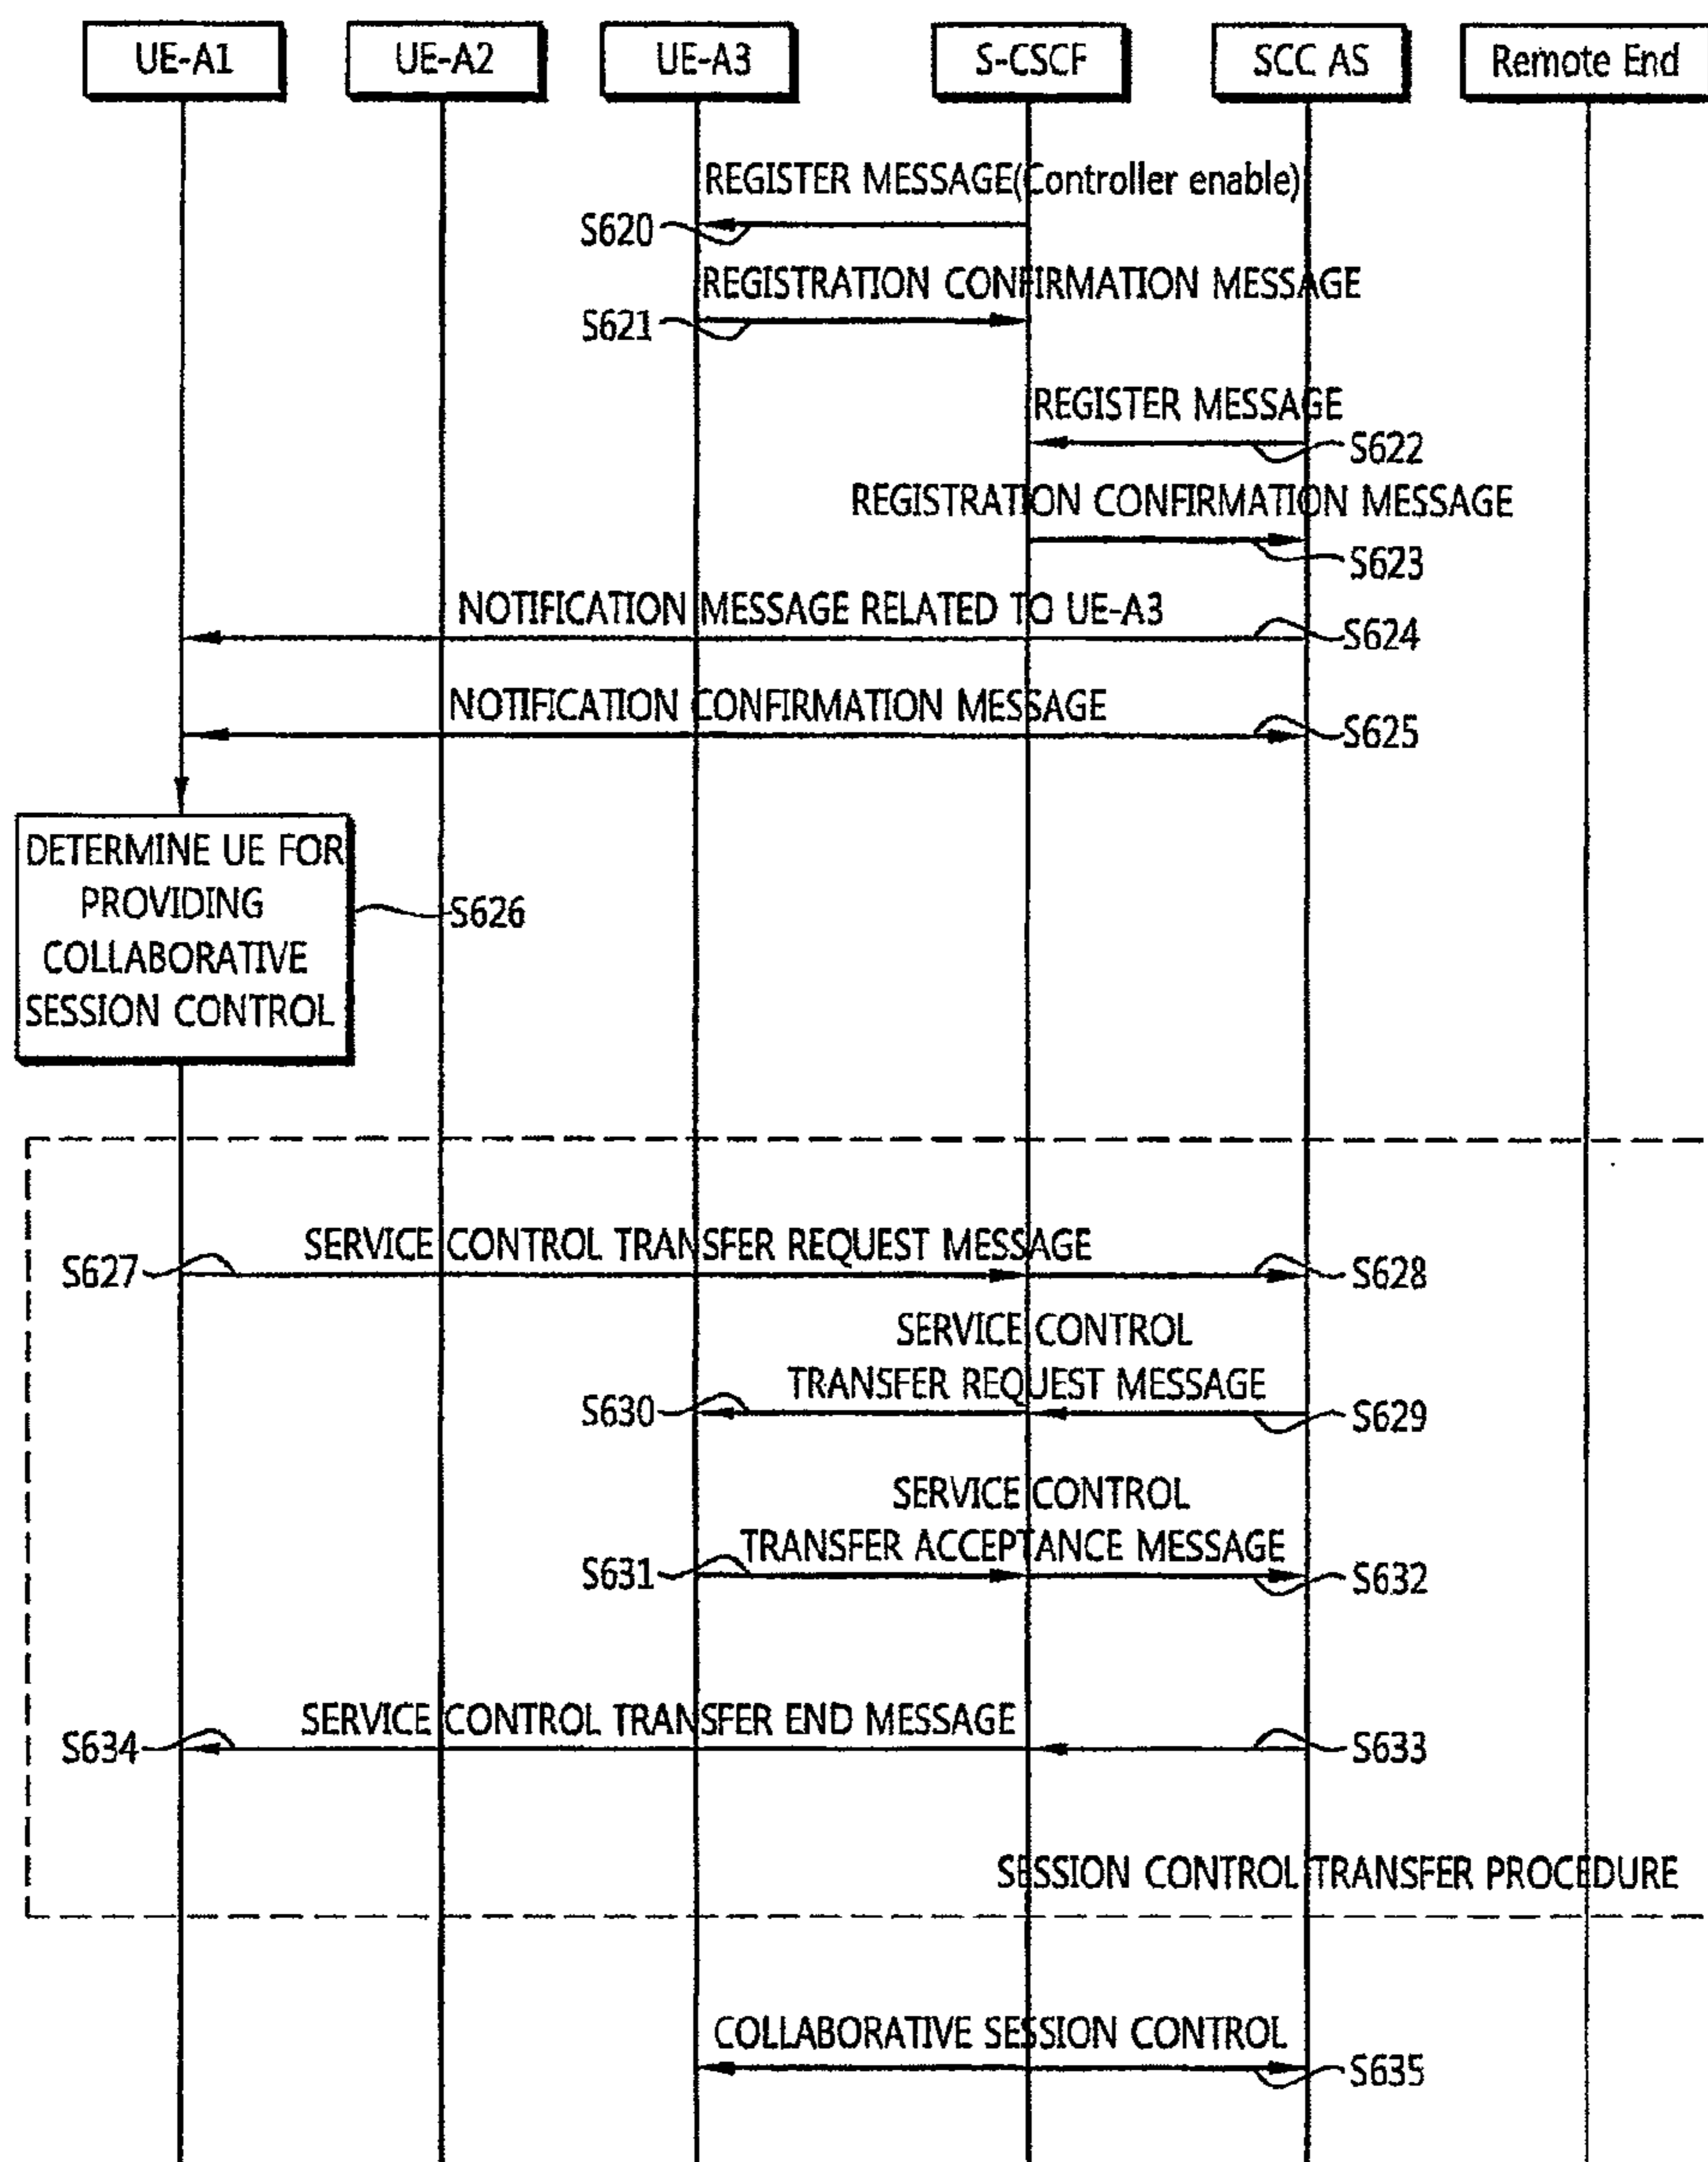 UE-A1
UE-A2
UE-A3
S-CSCF
SCC AS
Remote End
REGISTER MESSAGE(Controller enable)
S620
REGISTRATION CONFIRMATION MESSAGE
S621
REGISTER MESSAGE
S622
REGISTRATION CONFIRMATION MESSAGE
S623
NOTIFICATION MESSAGE RELATED TO UE-A3
S624
NOTIFICATION CONFIRMATION MESSAGE
S625
DETERMINE UE FOR
PROVIDING
COLLABORATIVE
SESSION CONTROL
S626
SERVICE CONTROL TRANSFER REQUEST MESSAGE
S627
S628
SERVICE CONTROL
TRANSFER REQUEST MESSAGE
S630
S629
SERVICE CONTROL
TRANSFER ACCEPTANCE MESSAGE
S631
S632
SERVICE CONTROL TRANSFER END MESSAGE
S634
S633
SESSION CONTROL TRANSFER PROCEDURE
COLLABORATIVE SESSION CONTROL
S635